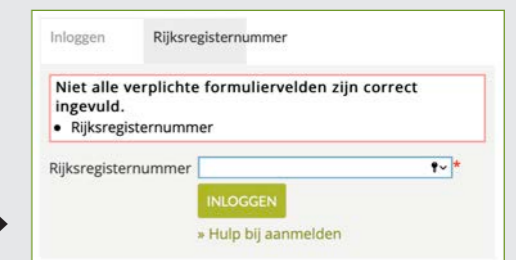 Inloggen Rijksregisternummer
Niet alle verplichte formuliervelden zijn correct
ingevuld.
• Rijksregisternummer
Rijksregisternummer *
INLOGGEN
» Hulp bij aanmelden